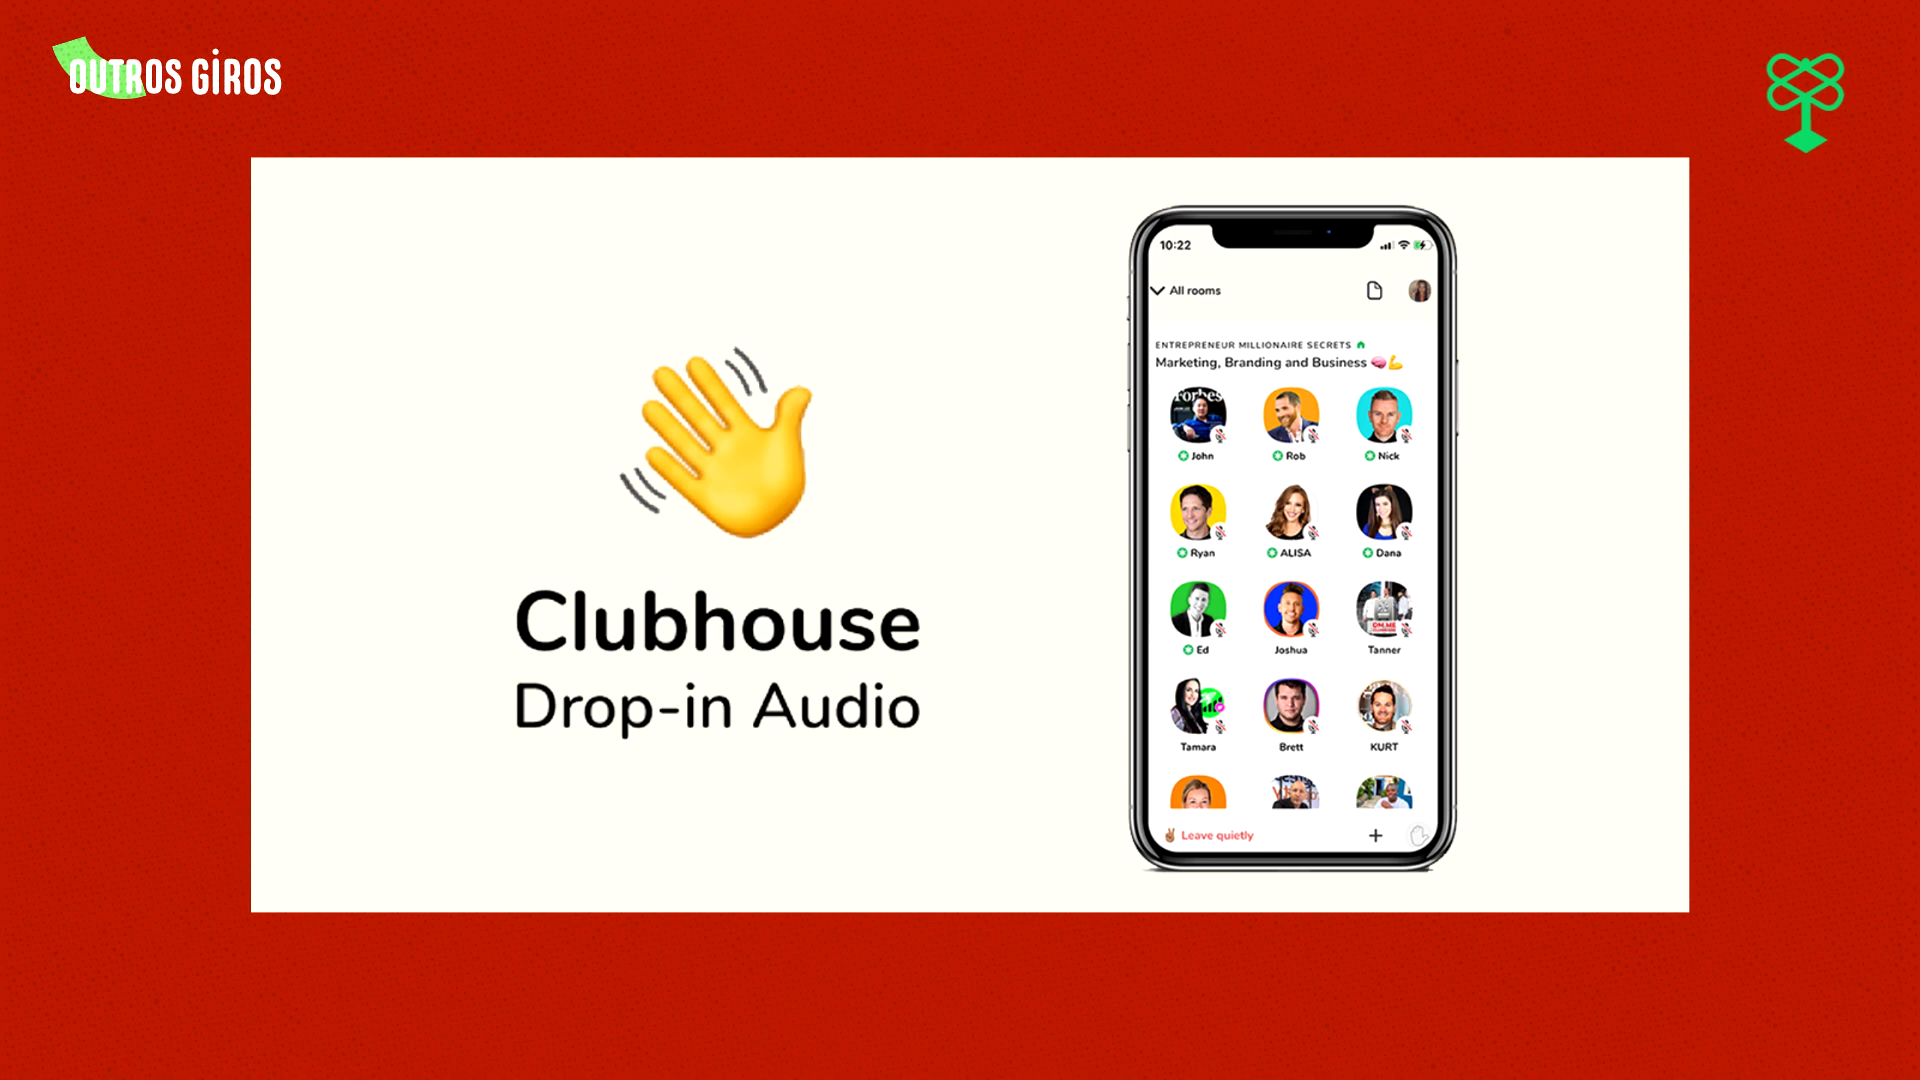 OUTROS GiROS
Clubhouse
Drop-in Audio
10:22
All rooms
ENTREPRENEUR MILLIONAIRE SECRETS
Marketing, Branding and Business
Forbes
John
Rob
Nick
Ryan
ALISA
Dana
Ed
Joshua
Tanner
Tamara
Brett
KURT
Leave quietly